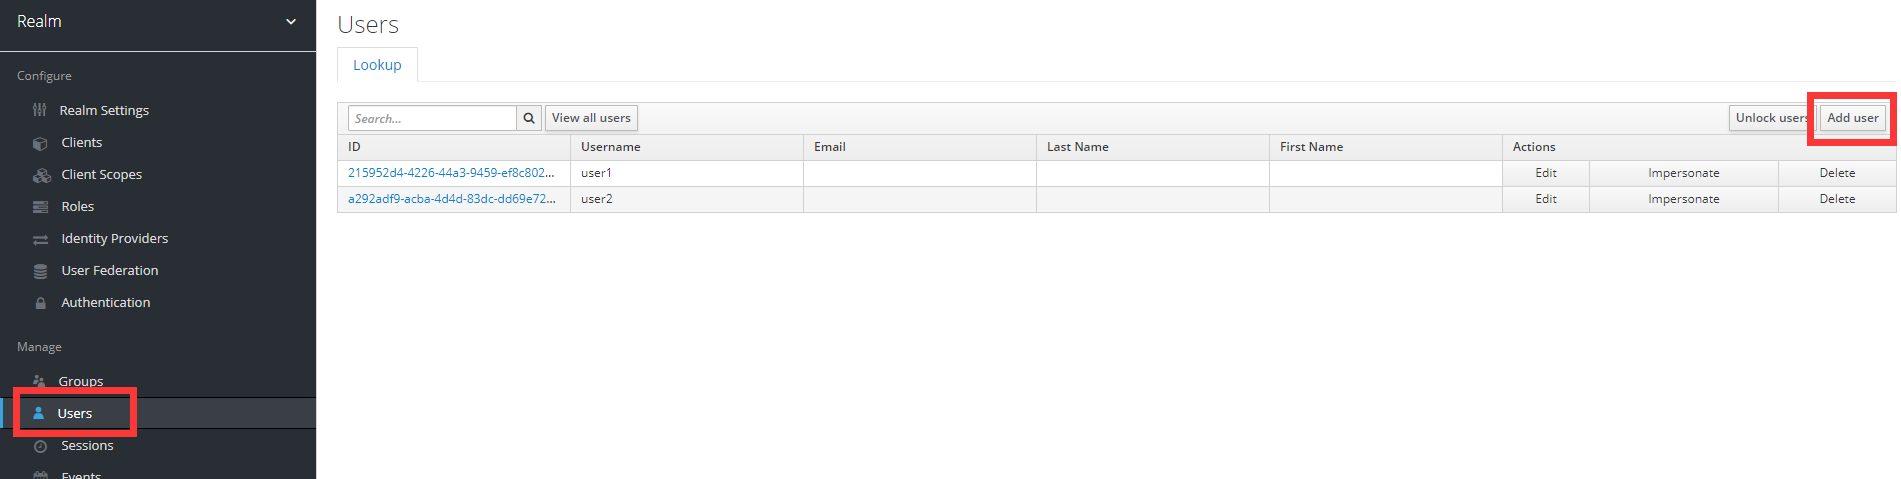 Realm
Configure
Realm Settings
Clients
Client Scopes
Roles
Identity Providers
User Federation
Authentication
Manage
Groups
Users
Sessions
Events
Users
Lookup
Search... View all users Unlock users Add user
ID Username Email Last Name First Name Actions
215952d4-4226-44a3-9459-ef8c802... user1 Edit Impersonate Delete
a292adf9-acba-4d4d-83dc-dd69e72... user2 Edit Impersonate Delete